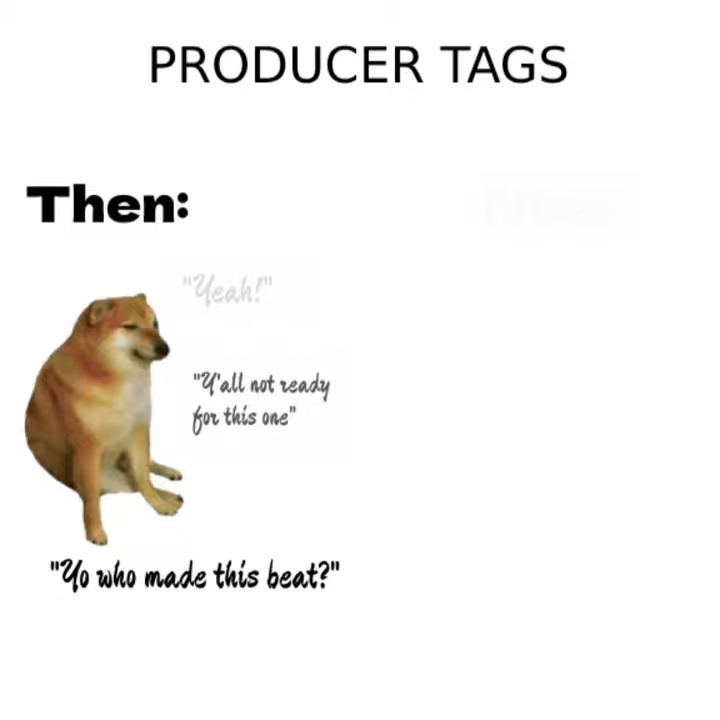 PRODUCER TAGS
Then:
"Yeah!"
"Y'all not ready
for this one"
"Yo who made this beat?"